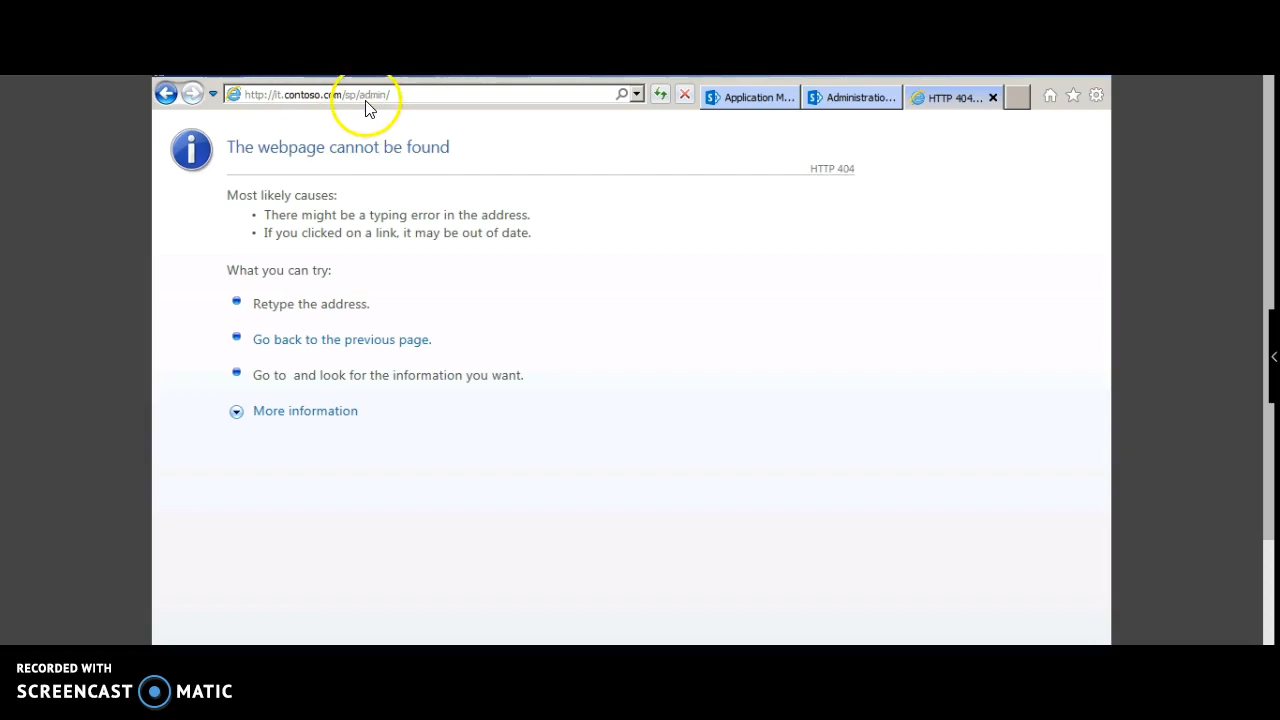 http://it.contoso.com/sp/admin/
Application M...
Administratio...
HTTP 404...
The webpage cannot be found
HTTP 404
Most likely causes:
• There might be a typing error in the address.
• If you clicked on a link, it may be out of date.
What you can try:
Retype the address.
Go back to the previous page.
Go to  and look for the information you want.
More information
RECORDED WITH
SCREENCAST MATIC